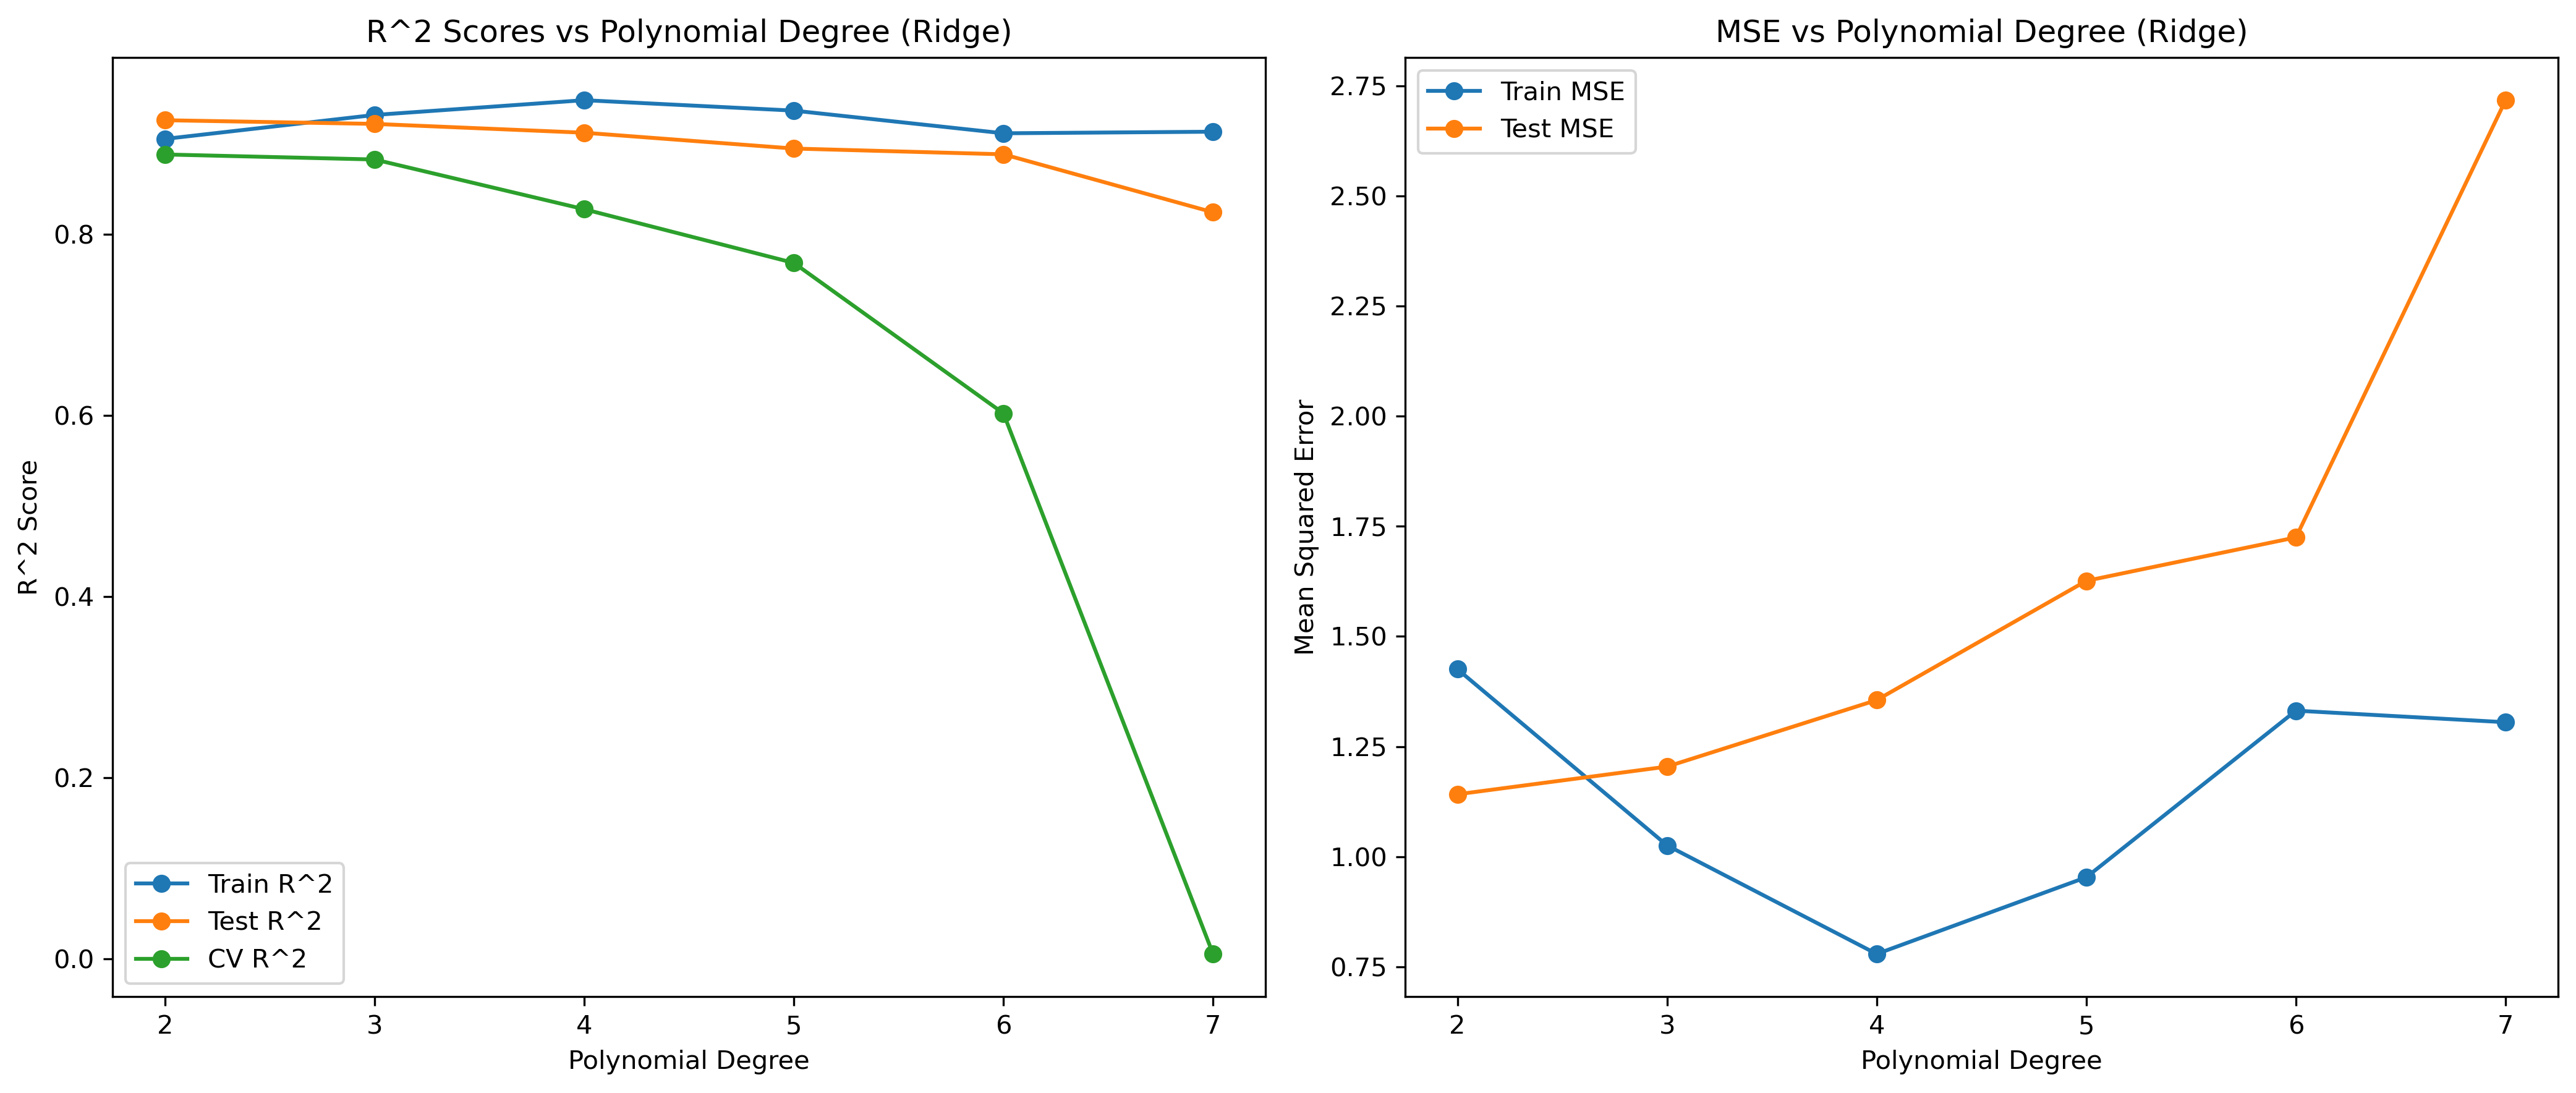 R^2 Scores vs Polynomial Degree (Ridge)
R^2 Score
0.8
0.6
0.4
0.2
0.0
Train R^2
Test R^2
CV R^2
2 3 4 5 6 7
Polynomial Degree
MSE vs Polynomial Degree (Ridge)
Mean Squared Error
Train MSE
Test MSE
2.75
2.50
2.25
2.00
1.75
1.50
1.25
1.00
0.75
2 3 4 5 6 7
Polynomial Degree